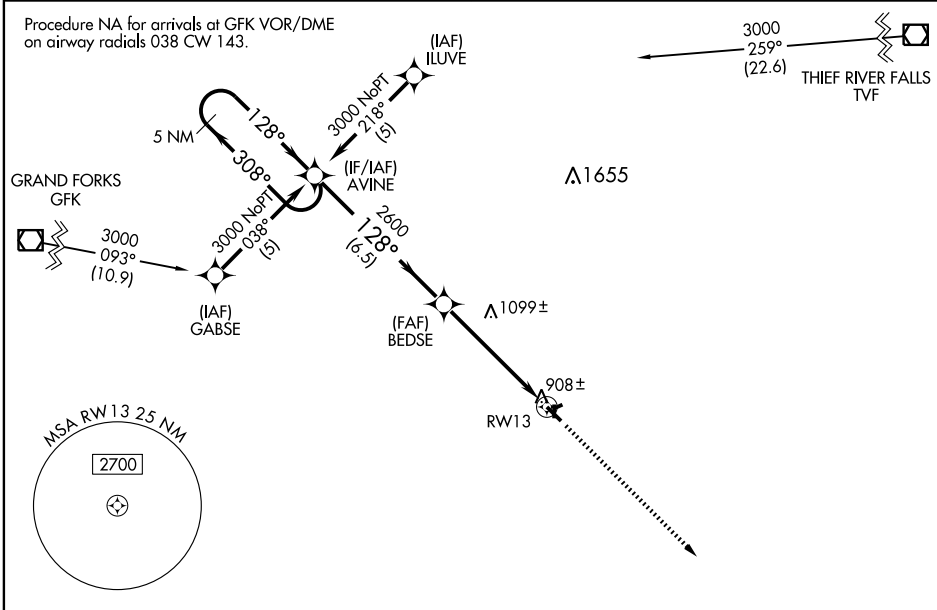 Procedure NA for arrivals at GFK VOR/DME
on airway radials 038 CW 143.
(IAF)
ILUVE
3000
259°
(22.6)
THIEF RIVER FALLS
TVF
3000 NoPT
218°
(5)
5 NM
128°
308°
(IF/IAF)
AVINE
1655
GRAND FORKS
GFK
3000
093°
(10.9)
3000 NoPT
038°
(5)
2600
128°
(6.5)
(IAF)
GABSE
(FAF)
BEDSE
1099±
908±
RW13
MSA RW13 25 NM
2700